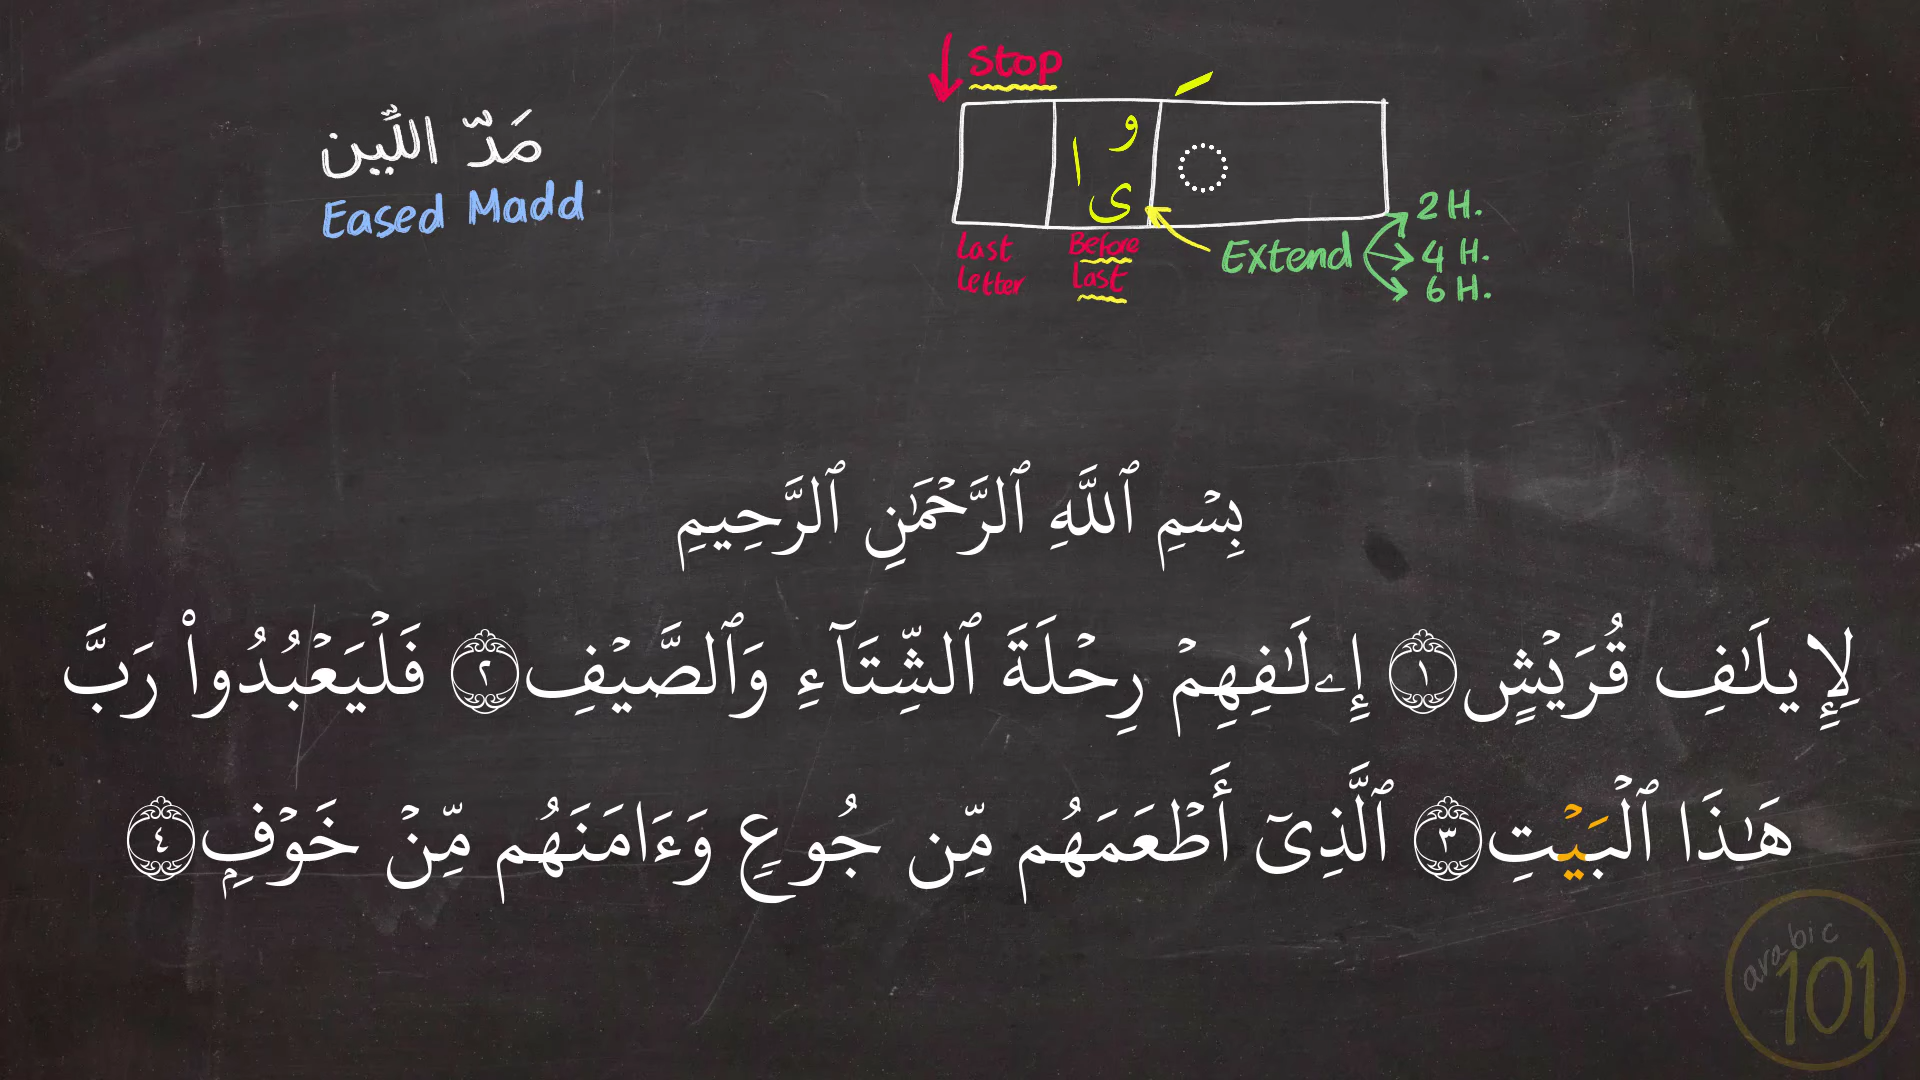 Stop
مَدّ اللِّين
Eased Madd
و
ا
ى
Last
Letter
Before
Last
Extend
2 H.
4 H.
6 H.
بِسۡمِ ٱللَّهِ ٱلرَّحۡمَٰنِ ٱلرَّحِيمِ
لِإِيلَٰفِ قُرَيۡشٍ ١ إِۦلَٰفِهِمۡ رِحۡلَةَ ٱلشِّتَآءِ وَٱلصَّيۡفِ ٢ فَلۡيَعۡبُدُواْ رَبَّ
هَٰذَا ٱلۡبَيۡتِ ٣ ٱلَّذِىٓ أَطۡعَمَهُم مِّن جُوعٍ وَءَامَنَهُم مِّنۡ خَوۡفٍۭ ٤
arabic
101